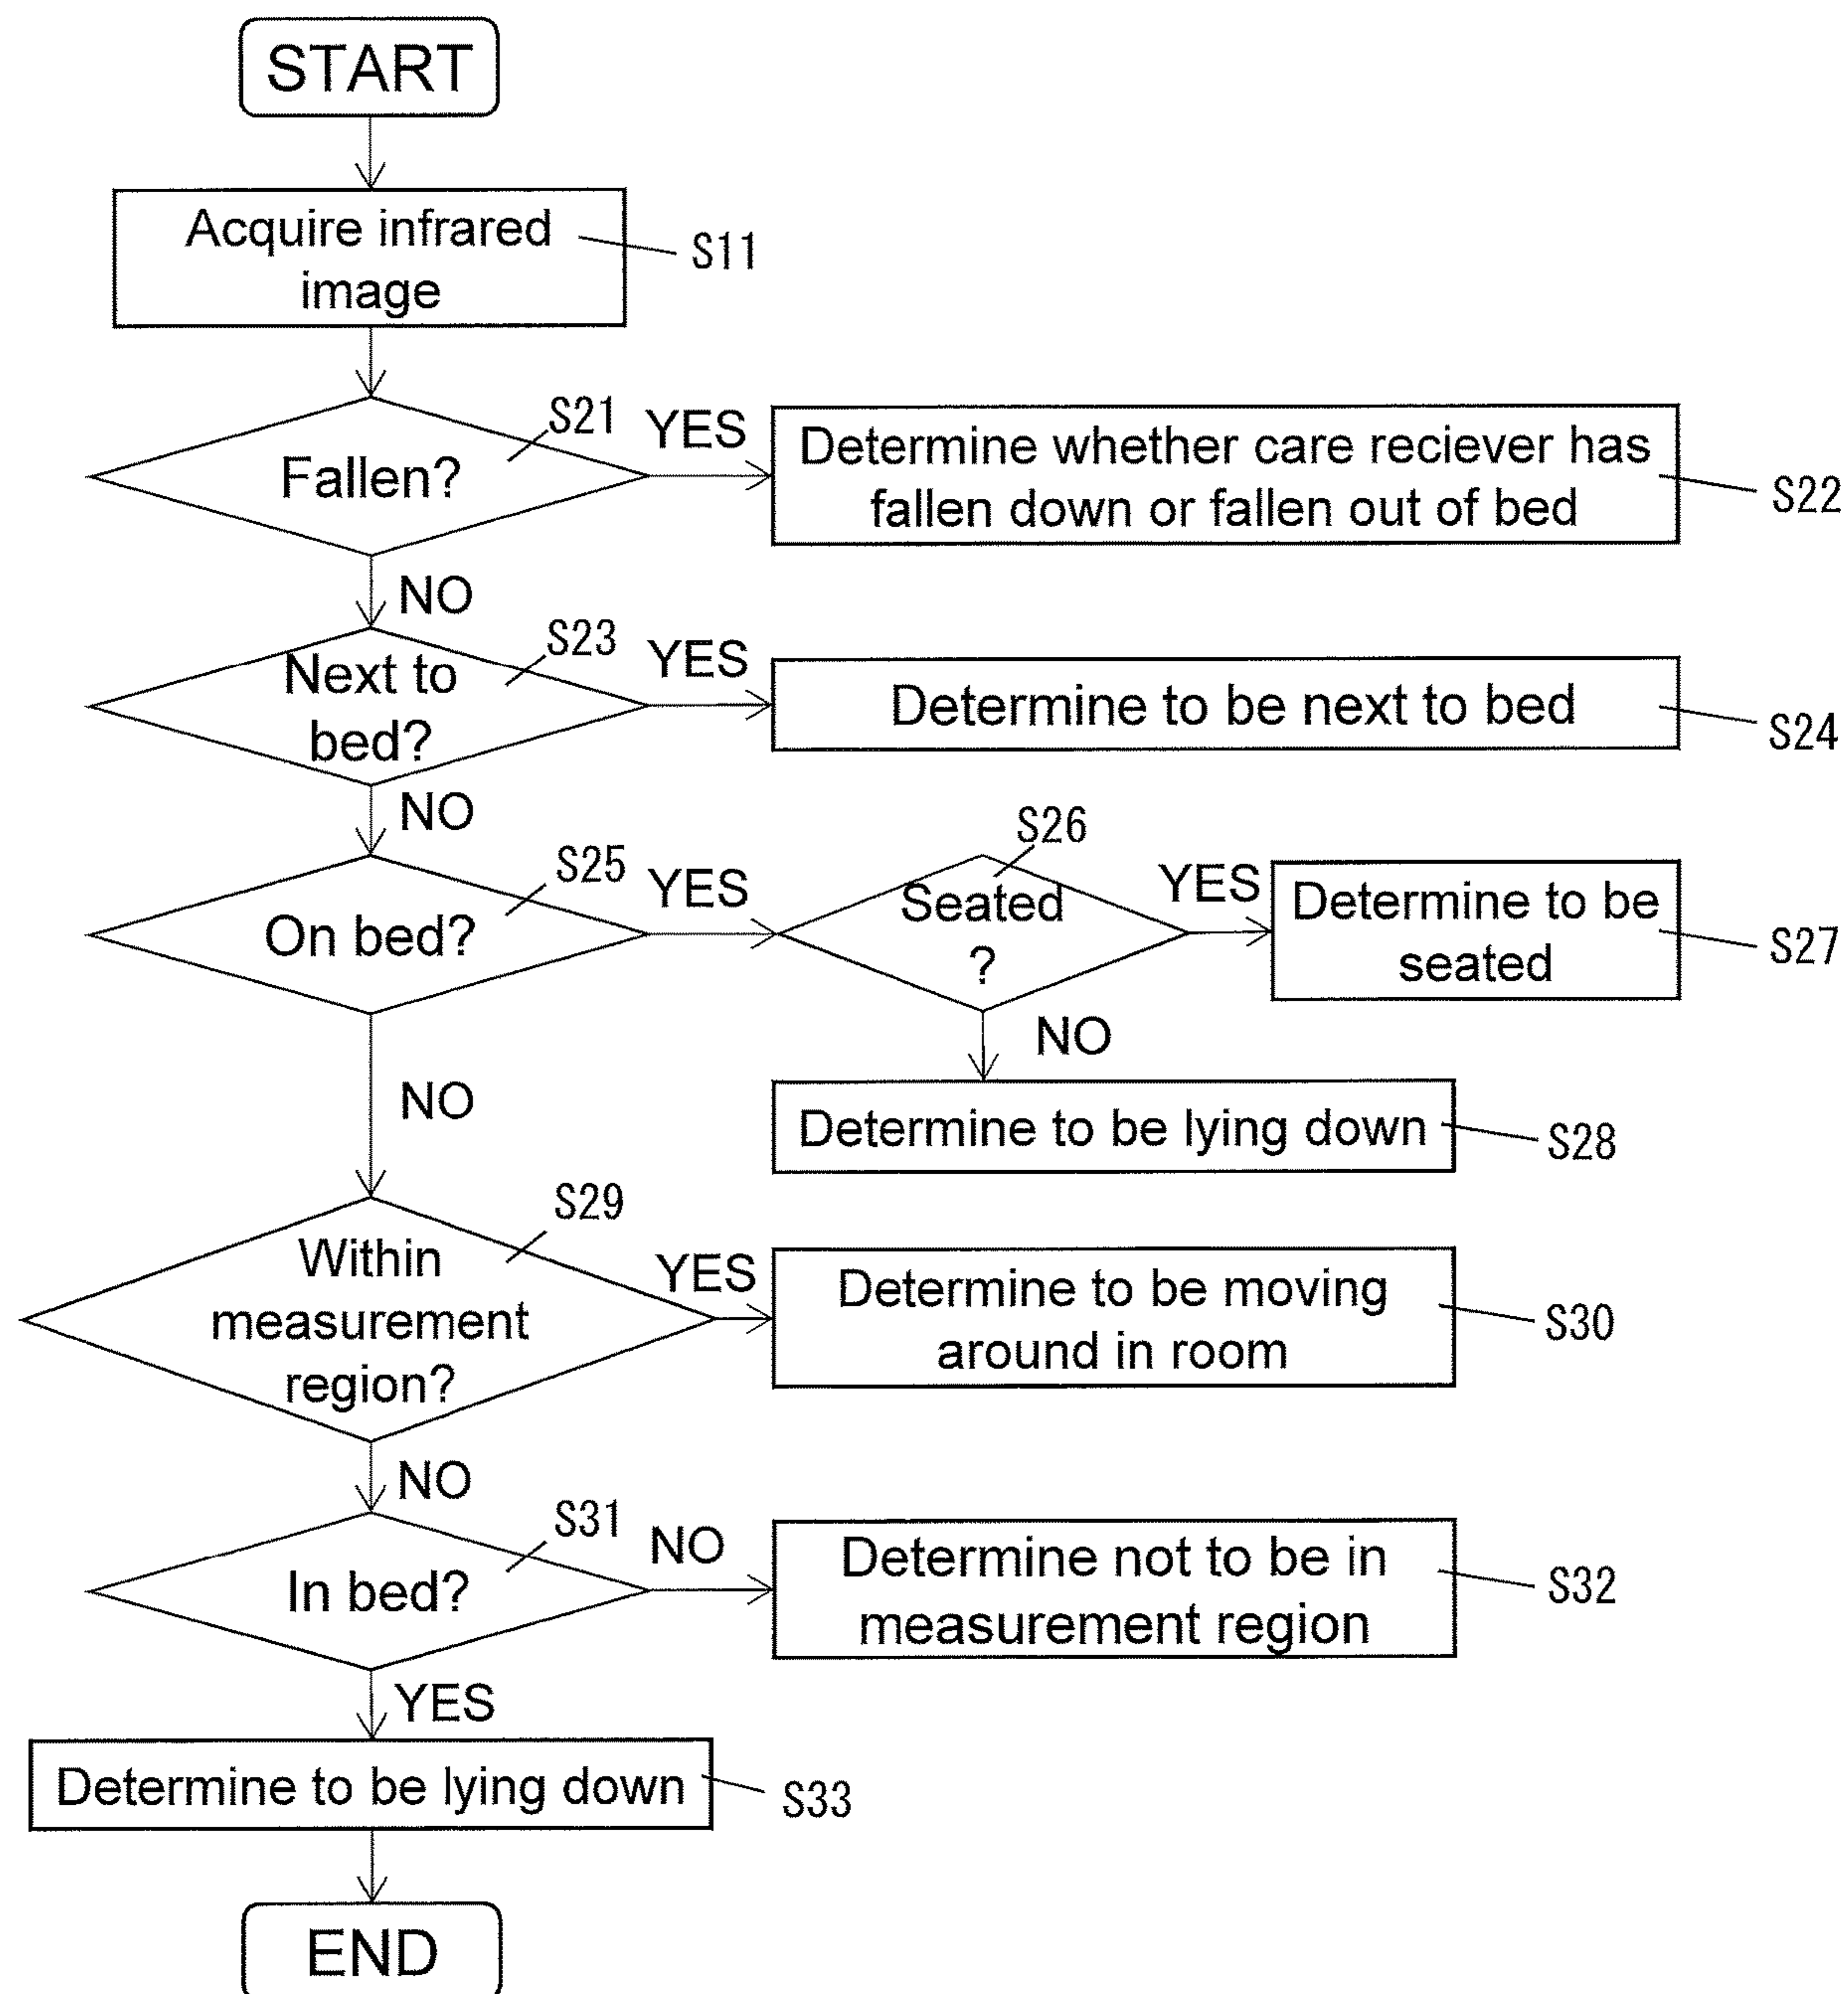 START
Acquire infrared
image
S11
S21
Fallen?
YES
Determine whether care reciever has
fallen down or fallen out of bed
S22
NO
S23
Next to
bed?
YES
Determine to be next to bed
S24
NO
S25
On bed?
YES
S26
Seated
?
YES
Determine to be
seated
S27
NO
Determine to be lying down
S28
NO
S29
Within
measurement
region?
YES
Determine to be moving
around in room
S30
NO
S31
In bed?
NO
Determine not to be in
measurement region
S32
YES
Determine to be lying down
S33
END